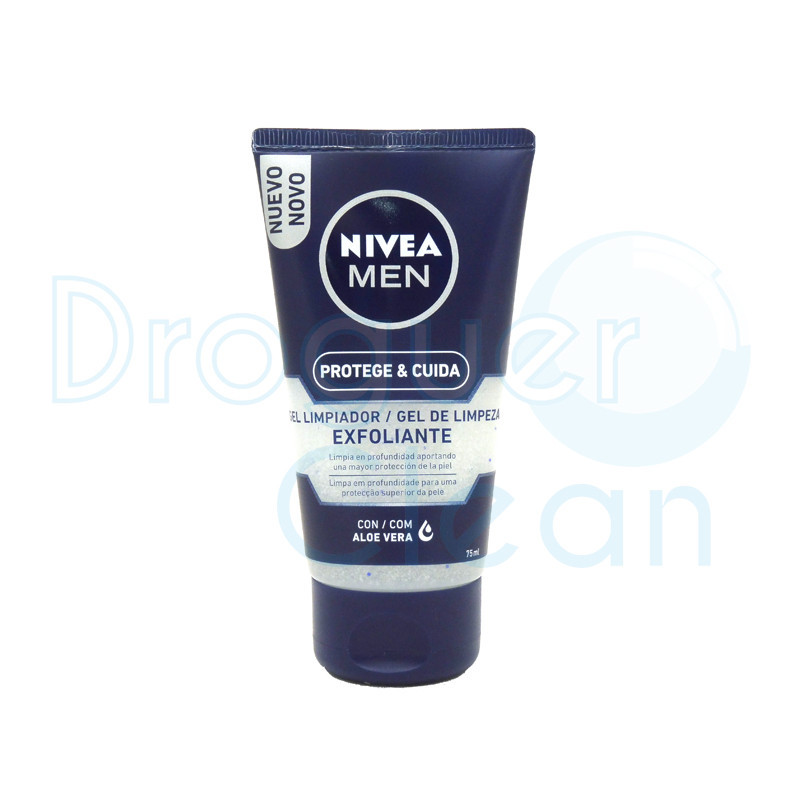 NUEVO
NOVO
NIVEA
MEN
PROTEGE & CUIDA
GEL LIMPIADOR / GEL DE LIMPEZA
EXFOLIANTE
Limpia en profundidad aportando
una mayor protección de la piel
Limpa em profundidade para uma
protecção superior da pele
CON / COM
ALOE VERA
75 ml
Droguer
Clean